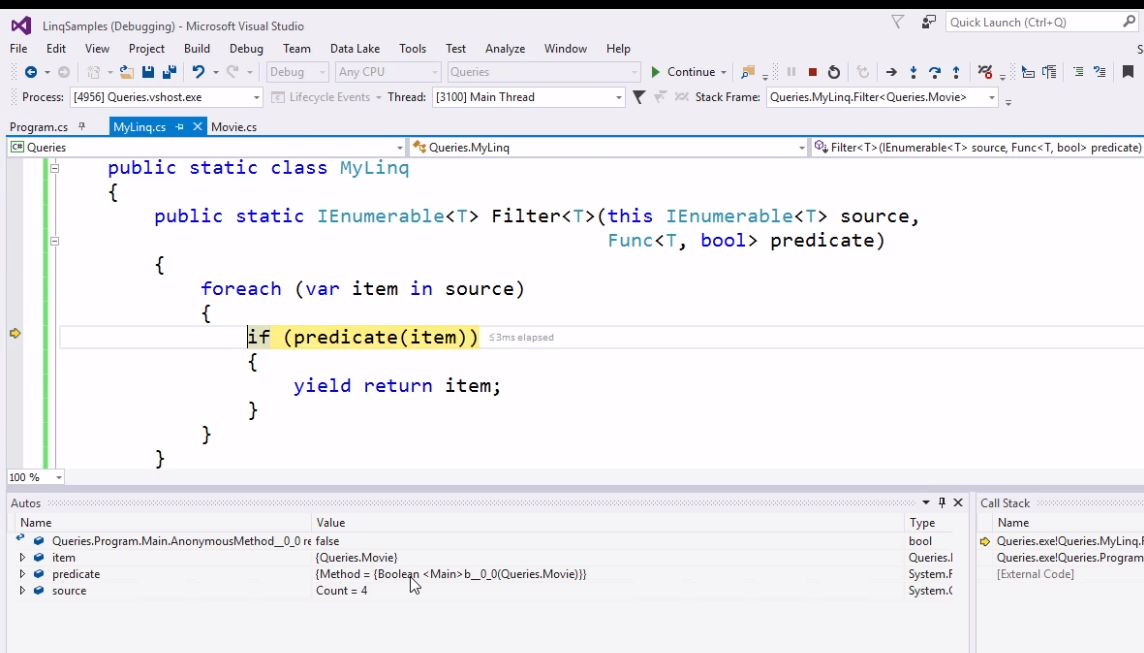 LinqSamples (Debugging) - Microsoft Visual Studio
Quick Launch (Ctrl+Q)
File Edit View Project Build Debug Team Data Lake Tools Test Analyze Window Help
Debug Any CPU Queries Continue
Process: [4956] Queries.vshost.exe Lifecycle Events Thread: [3100] Main Thread Stack Frame: Queries.MyLinq.Filter<Queries.Movie>
Program.cs MyLinq.cs Movie.cs
C# Queries Queries.MyLinq Filter<T>(IEnumerable<T> source, Func<T, bool> predicate)
public static class MyLinq
{
public static IEnumerable<T> Filter<T>(this IEnumerable<T> source,
Func<T, bool> predicate)
{
foreach (var item in source)
{
if (predicate(item)) ≤3ms elapsed
{
yield return item;
}
}
}
100 %
Autos
Name Value Type
Queries.Program.Main.AnonymousMethod__0_0 re false bool
item {Queries.Movie} Queries.
predicate {Method = {Boolean <Main>b__0_0(Queries.Movie)}} System.F
source Count = 4 System.
Call Stack
Name
Queries.exe!Queries.MyLinq.F
Queries.exe!Queries.Program
[External Code]